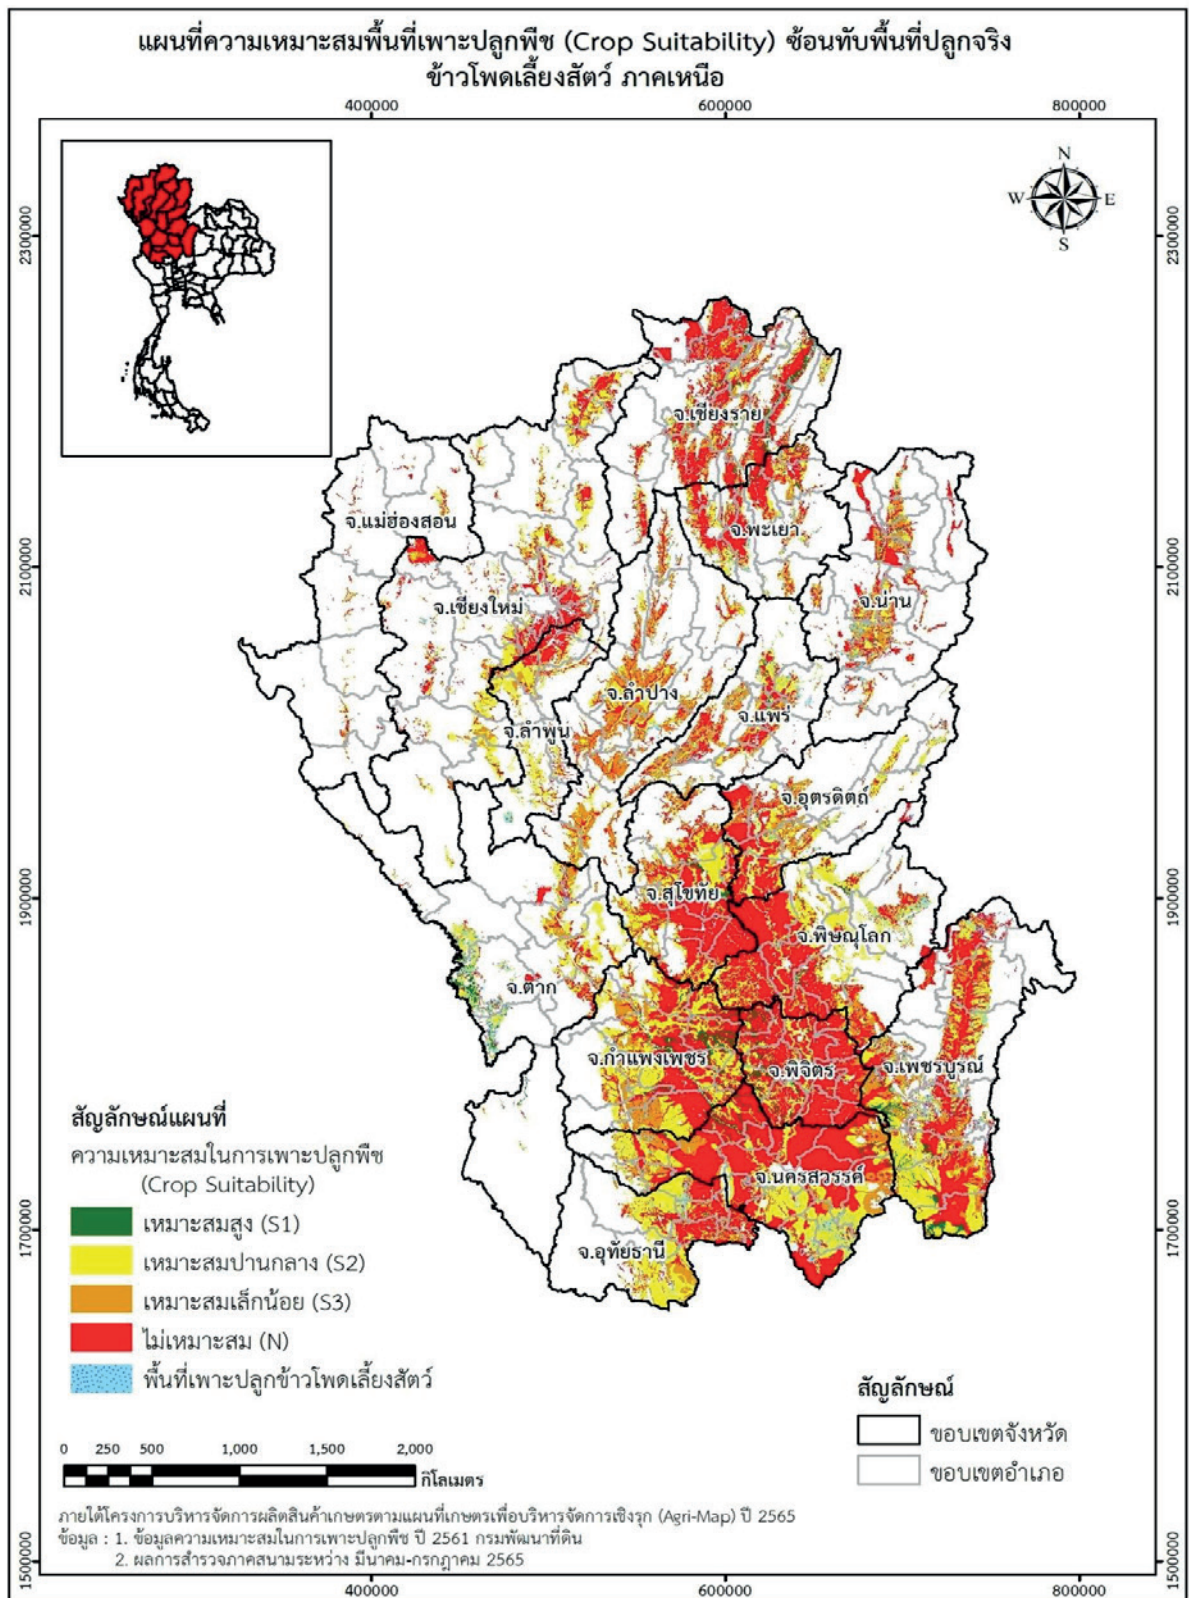 แผนที่ความเหมาะสมพื้นที่เพาะปลูกพืช (Crop Suitability) ซ้อนทับพื้นที่ปลูกจริง
ข้าวโพดเลี้ยงสัตว์ ภาคเหนือ
400000 600000 800000
N
W E
S
2300000 2300000
จ.เชียงราย
จ.แม่ฮ่องสอน
จ.พะเยา
2100000 2100000
จ.เชียงใหม่
จ.น่าน
จ.ลำปาง
จ.แพร่
จ.ลำพูน
จ.อุตรดิตถ์
จ.สุโขทัย
1900000 1900000
จ.พิษณุโลก
จ.ตาก
จ.กำแพงเพชร
จ.พิจิตร
จ.เพชรบูรณ์
จ.นครสวรรค์
จ.อุทัยธานี
1700000 1700000
สัญลักษณ์แผนที่
ความเหมาะสมในการเพาะปลูกพืช
(Crop Suitability)
เหมาะสมสูง (S1)
เหมาะสมปานกลาง (S2)
เหมาะสมเล็กน้อย (S3)
ไม่เหมาะสม (N)
พื้นที่เพาะปลูกข้าวโพดเลี้ยงสัตว์
สัญลักษณ์
ขอบเขตจังหวัด
ขอบเขตอำเภอ
0 250 500 1,000 1,500 2,000
กิโลเมตร
ภายใต้โครงการบริหารจัดการผลิตสินค้าเกษตรตามแผนที่เกษตรเพื่อบริหารจัดการเชิงรุก (Agri-Map) ปี 2565
ข้อมูล : 1. ข้อมูลความเหมาะสมในการเพาะปลูกพืช ปี 2561 กรมพัฒนาที่ดิน
2. ผลการสำรวจภาคสนามระหว่าง มีนาคม-กรกฎาคม 2565
1500000 1500000
400000 600000 800000